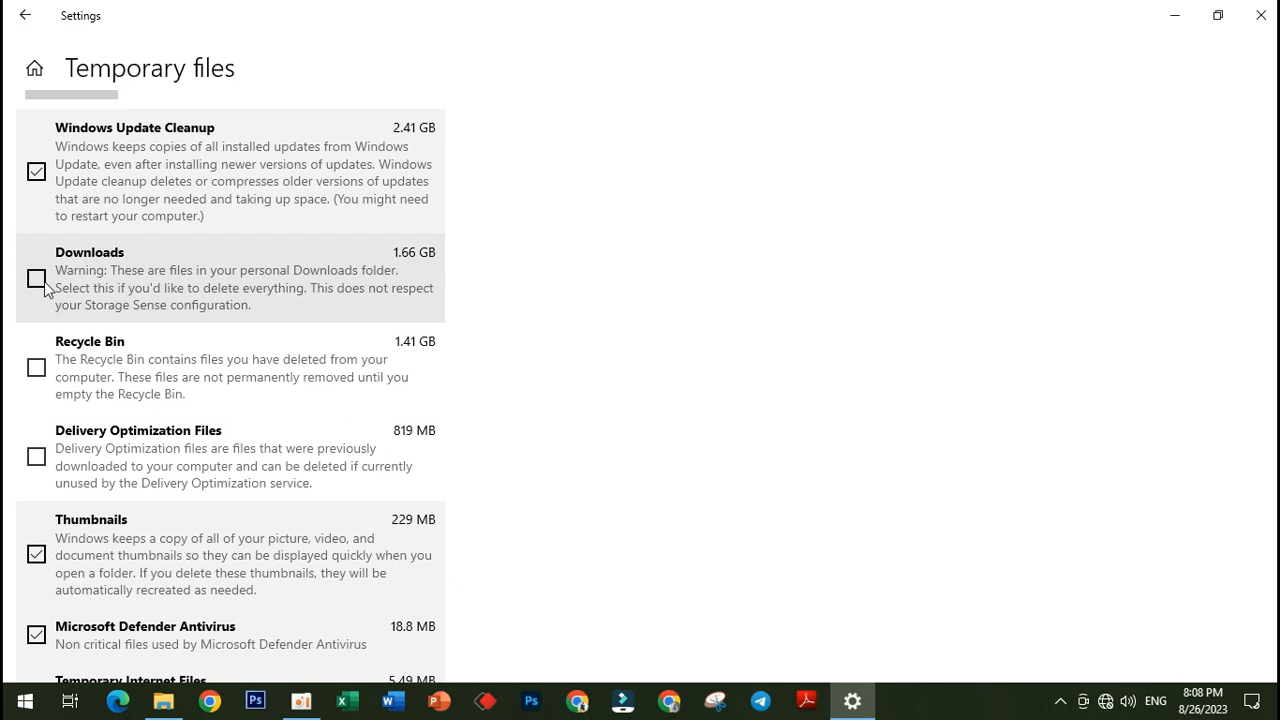 Settings
Temporary files
Windows Update Cleanup 2.41 GB
Windows keeps copies of all installed updates from Windows
Update, even after installing newer versions of updates. Windows
Update cleanup deletes or compresses older versions of updates
that are no longer needed and taking up space. (You might need
to restart your computer.)
Downloads 1.66 GB
Warning: These are files in your personal Downloads folder.
Select this if you'd like to delete everything. This does not respect
your Storage Sense configuration.
Recycle Bin 1.41 GB
The Recycle Bin contains files you have deleted from your
computer. These files are not permanently removed until you
empty the Recycle Bin.
Delivery Optimization Files 819 MB
Delivery Optimization files are files that were previously
downloaded to your computer and can be deleted if currently
unused by the Delivery Optimization service.
Thumbnails 229 MB
Windows keeps a copy of all of your picture, video, and
document thumbnails so they can be displayed quickly when you
open a folder. If you delete these thumbnails, they will be
automatically recreated as needed.
Microsoft Defender Antivirus 18.8 MB
Non critical files used by Microsoft Defender Antivirus
Temporary Internet Files 5.49 MB
Ps Ai X W P Ps
ENG
8:08 PM
8/26/2023